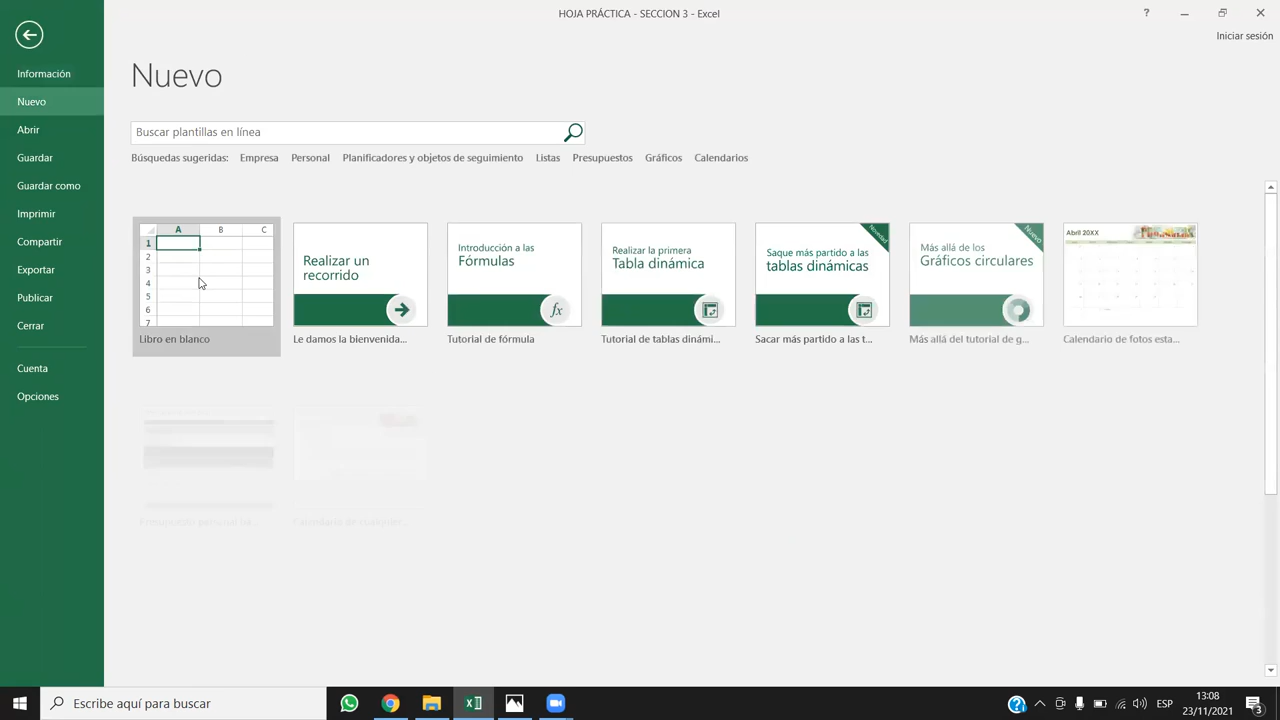 HOJA PRÁCTICA - SECCION 3 - Excel
?
Iniciar sesión
Información
Nuevo
Abrir
Guardar
Guardar como
Imprimir
Compartir
Exportar
Publicar
Cerrar
Cuenta
Opciones
Nuevo
Buscar plantillas en línea
Búsquedas sugeridas: Empresa Personal Planificadores y objetos de seguimiento Listas Presupuestos Gráficos Calendarios
A B C
1
2
3
4
5
6
7
Libro en blanco
Realizar un
recorrido
Le damos la bienvenida...
Introducción a las
Fórmulas
fx
Tutorial de fórmula
Realizar la primera
Tabla dinámica
Tutorial de tablas dinámi...
Novedad
Saque más partido a las
tablas dinámicas
Sacar más partido a las t...
Nuevo
Más allá de los
Gráficos circulares
Más allá del tutorial de g...
Abril 20XX
Calendario de fotos esta...
Escribe aquí para buscar
ESP
13:08
23/11/2021
3